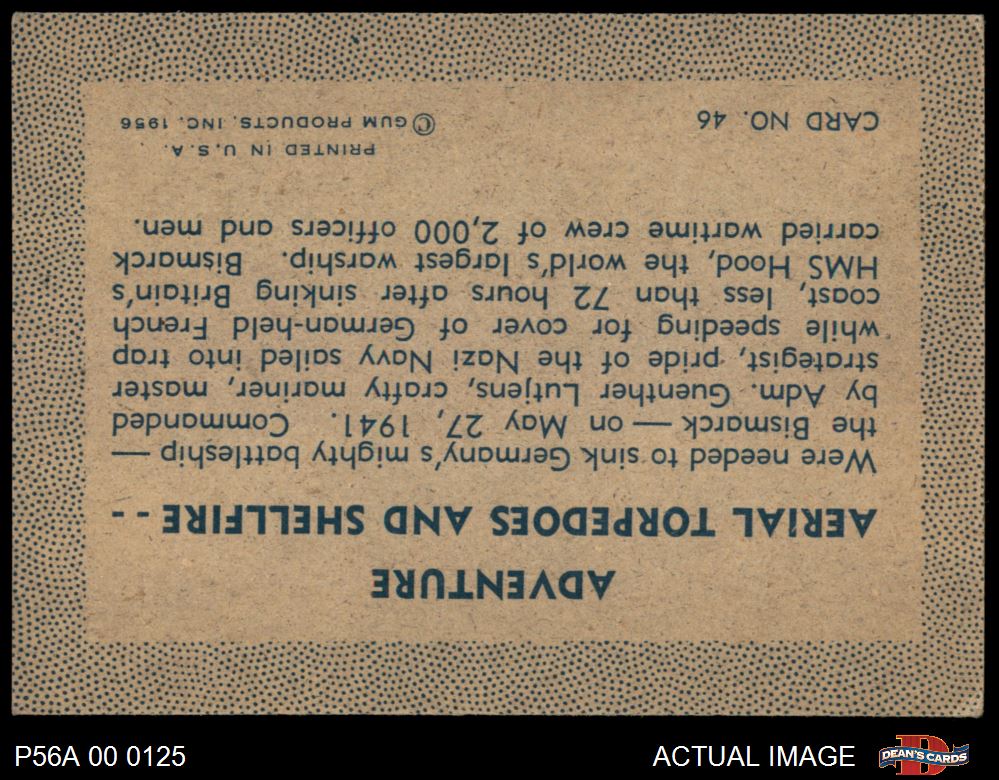 ADVENTURE
AERIAL TORPEDOES AND SHELLFIRE --
Were needed to sink Germany's mighty battleship —
the Bismarck — on May 27, 1941. Commanded
by Adm. Guenther Lutjens, crafty mariner, master
strategist, pride of the Nazi Navy sailed into trap
while speeding for cover of German-held French
coast, less than 72 hours after sinking Britain's
HMS Hood, the world's largest warship. Bismarck
carried wartime crew of 2,000 officers and men.
PRINTED IN U.S.A.
CARD NO. 46 © GUM PRODUCTS, INC. 1956
P56A 00 0125 ACTUAL IMAGE DEAN'S CARDS